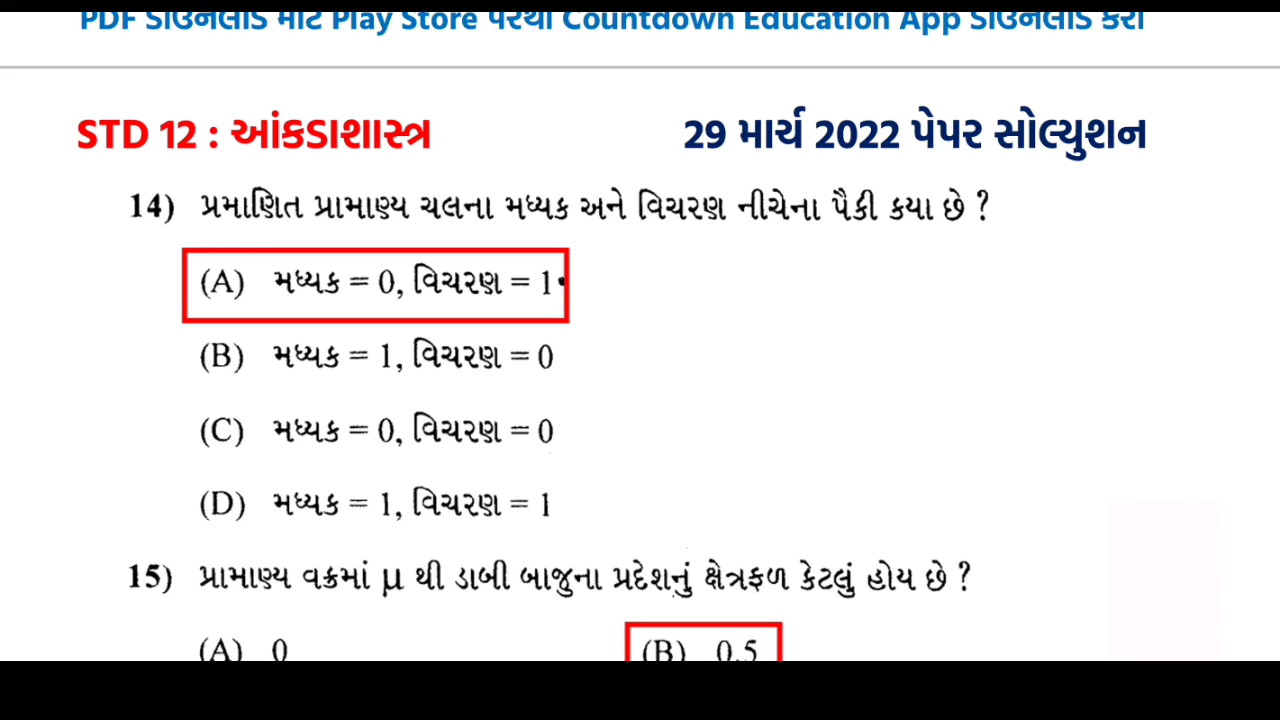 PDF ડાઉનલોડ માટે Play Store પરથી Countdown Education App ડાઉનલોડ કરો
STD 12 : આંકડાશાસ્ત્ર 29 માર્ચ 2022 પેપર સોલ્યુશન
14) પ્રમાણિત પ્રામાણ્ય ચલના મધ્યક અને વિચરણ નીચેના પૈકી કયા છે ?
(A) મધ્યક = 0, વિચરણ = 1
(B) મધ્યક = 1, વિચરણ = 0
(C) મધ્યક = 0, વિચરણ = 0
(D) મધ્યક = 1, વિચરણ = 1
15) પ્રામાણ્ય વક્રમાં μ થી ડાબી બાજુના પ્રદેશનું ક્ષેત્રફળ કેટલું હોય છે ?
(A) 0 (B) 0.5